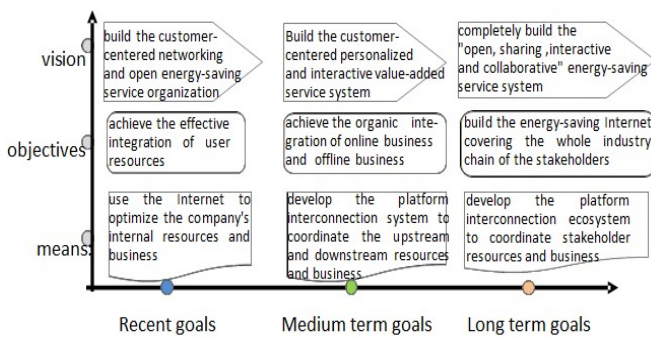 vision
build the customer-
centered networking
and open energy-saving
service organization
Build the customer-
centered personalized
and interactive value-added
service system
completely build the
"open, sharing ,interactive
and collaborative" energy-saving
service system
objectives
achieve the effective
integration of user
resources
achieve the organic inte-
gration of online business
and offline business
build the energy-saving Internet
covering the whole industry
chain of the stakeholders
means
use the Internet to
optimize the company's
internal resources and
business
develop the platform
interconnection system to
coordinate the upstream
and downstream resources
and business
develop the platform
interconnection ecosystem
to coordinate stakeholder
resources and business
Recent goals
Medium term goals
Long term goals